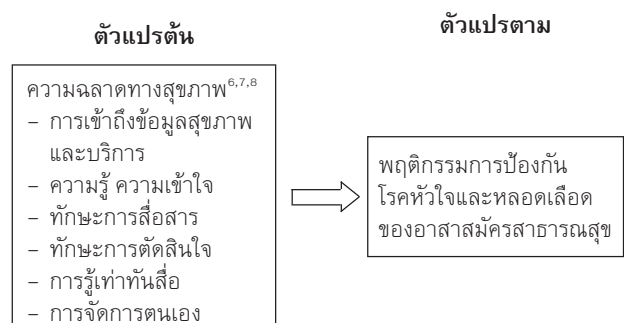 ตัวแปรต้น
ความฉลาดทางสุขภาพ6,7,8
– การเข้าถึงข้อมูลสุขภาพ
และบริการ
– ความรู้ ความเข้าใจ
– ทักษะการสื่อสาร
– ทักษะการตัดสินใจ
– การรู้เท่าทันสื่อ
– การจัดการตนเอง
ตัวแปรตาม
พฤติกรรมการป้องกัน
โรคหัวใจและหลอดเลือด
ของอาสาสมัครสาธารณสุข